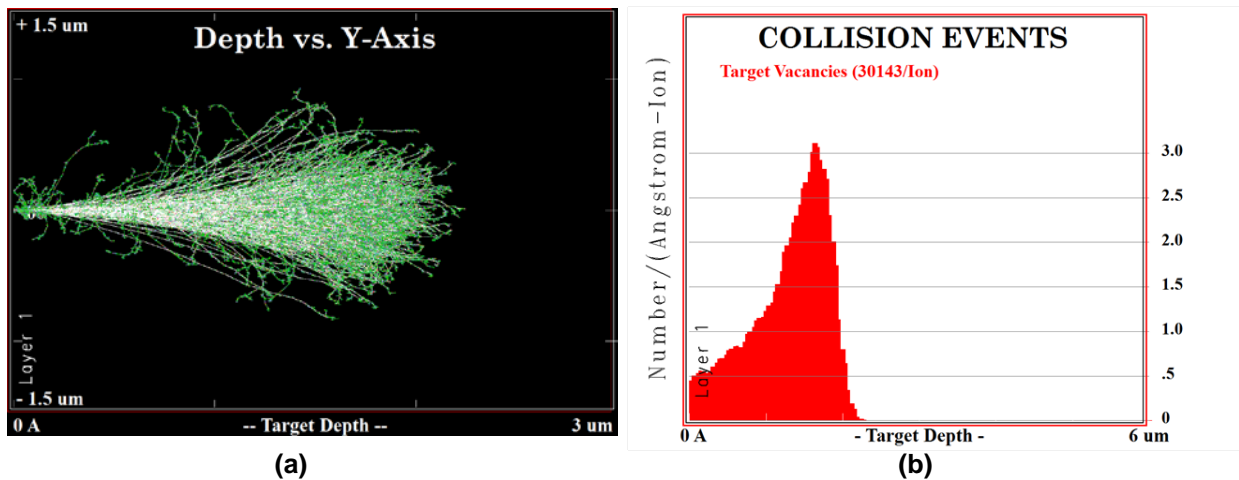 + 1.5 um
Depth vs. Y-Axis
Layer 1
- 1.5 um
0 A
-- Target Depth --
3 um
(a)
COLLISION EVENTS
Target Vacancies (30143/Ion)
Number/(Angstrom-Ion)
3.0
2.5
2.0
1.5
1.0
.5
0
Layer 1
0 A
- Target Depth -
6 um
(b)